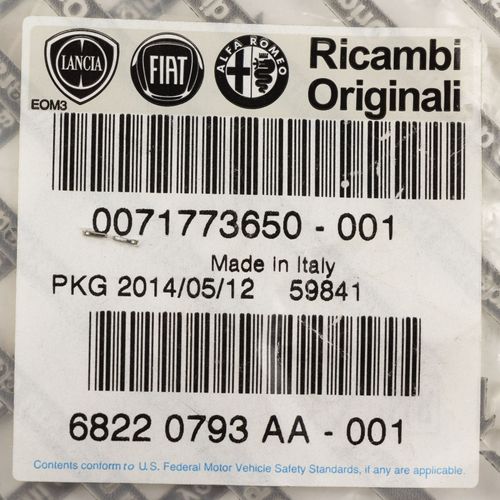 LANCIA FIAT ALFA ROMEO
Ricambi
Originali
EOM3
0071773650 - 001
Made in Italy
PKG 2014/05/12 59841
6822 0793 AA - 001
Contents conform to U.S. Federal Motor Vehicle Safety Standards, if any are applicable.